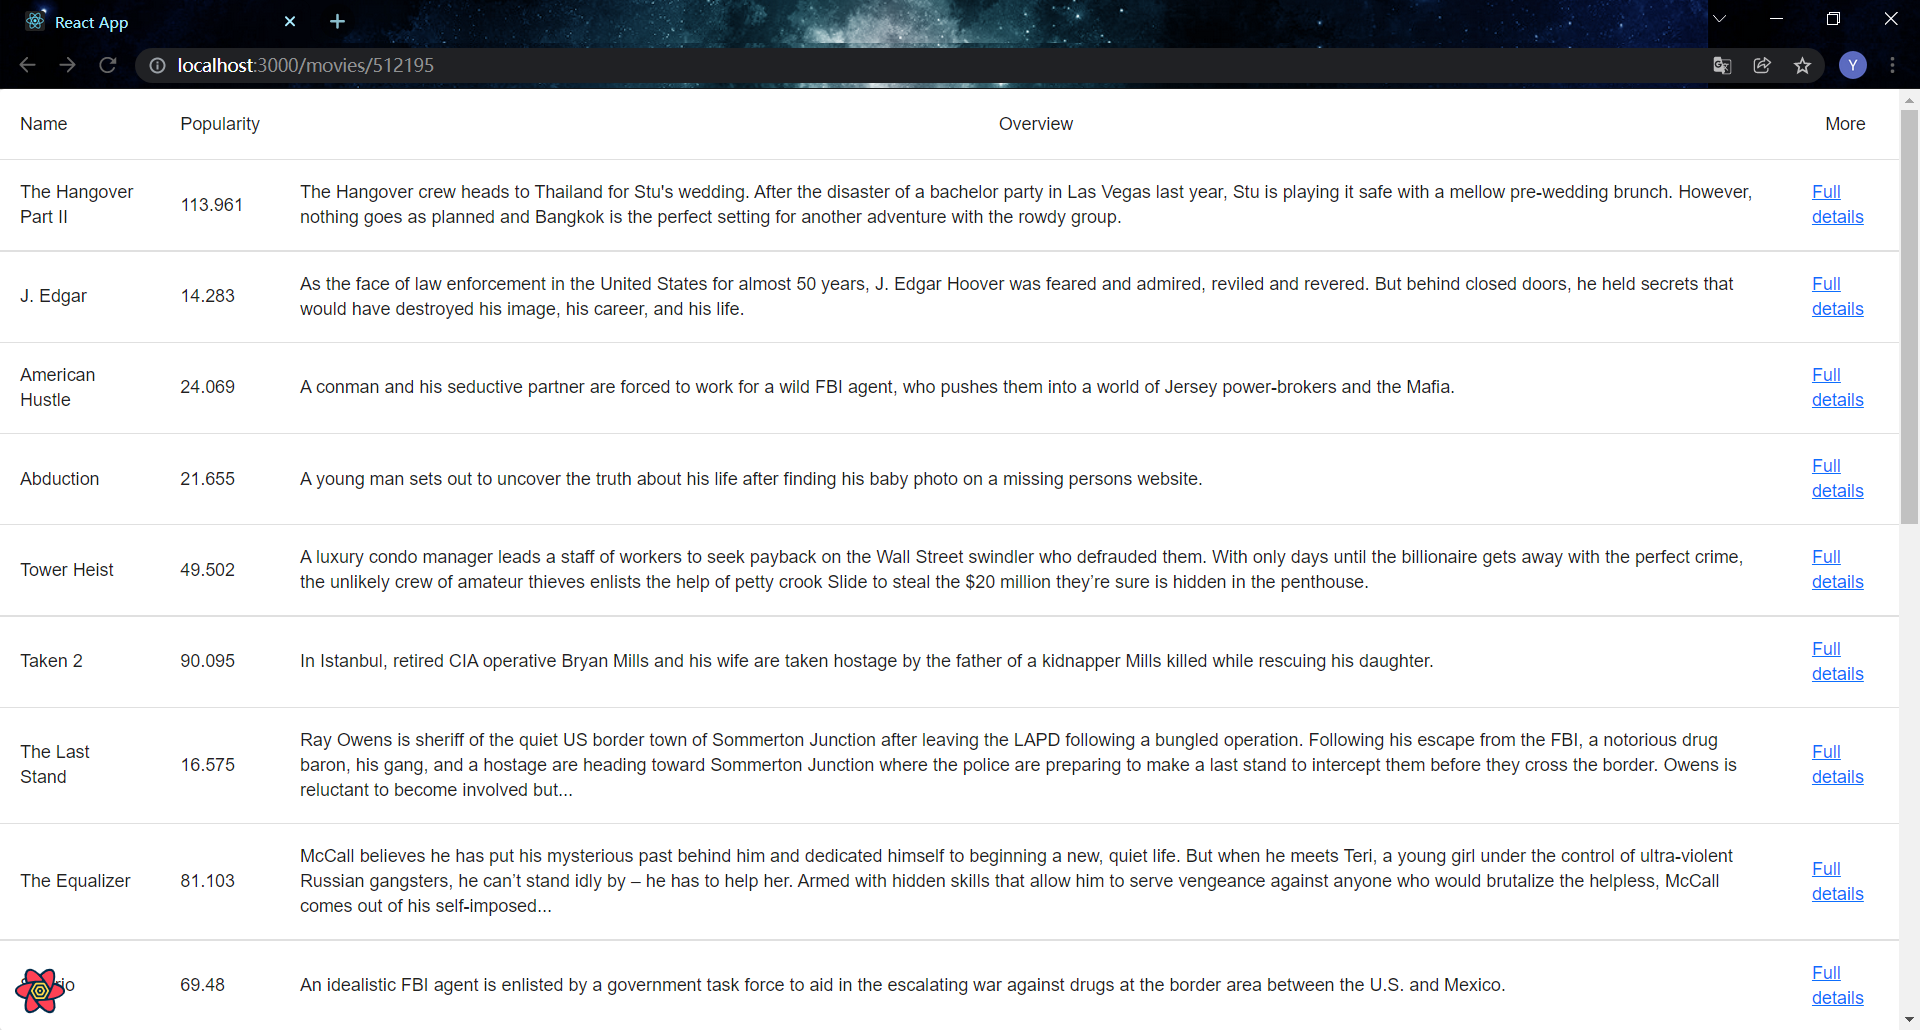 React App
localhost:3000/movies/512195
Y
Name Popularity Overview More
The Hangover
Part II
113.961
The Hangover crew heads to Thailand for Stu's wedding. After the disaster of a bachelor party in Las Vegas last year, Stu is playing it safe with a mellow pre-wedding brunch. However,
nothing goes as planned and Bangkok is the perfect setting for another adventure with the rowdy group.
Full
details
J. Edgar
14.283
As the face of law enforcement in the United States for almost 50 years, J. Edgar Hoover was feared and admired, reviled and revered. But behind closed doors, he held secrets that
would have destroyed his image, his career, and his life.
Full
details
American
Hustle
24.069
A conman and his seductive partner are forced to work for a wild FBI agent, who pushes them into a world of Jersey power-brokers and the Mafia.
Full
details
Abduction
21.655
A young man sets out to uncover the truth about his life after finding his baby photo on a missing persons website.
Full
details
Tower Heist
49.502
A luxury condo manager leads a staff of workers to seek payback on the Wall Street swindler who defrauded them. With only days until the billionaire gets away with the perfect crime,
the unlikely crew of amateur thieves enlists the help of petty crook Slide to steal the $20 million they’re sure is hidden in the penthouse.
Full
details
Taken 2
90.095
In Istanbul, retired CIA operative Bryan Mills and his wife are taken hostage by the father of a kidnapper Mills killed while rescuing his daughter.
Full
details
The Last
Stand
16.575
Ray Owens is sheriff of the quiet US border town of Sommerton Junction after leaving the LAPD following a bungled operation. Following his escape from the FBI, a notorious drug
baron, his gang, and a hostage are heading toward Sommerton Junction where the police are preparing to make a last stand to intercept them before they cross the border. Owens is
reluctant to become involved but...
Full
details
The Equalizer
81.103
McCall believes he has put his mysterious past behind him and dedicated himself to beginning a new, quiet life. But when he meets Teri, a young girl under the control of ultra-violent
Russian gangsters, he can’t stand idly by – he has to help her. Armed with hidden skills that allow him to serve vengeance against anyone who would brutalize the helpless, McCall
comes out of his self-imposed...
Full
details
69.48
An idealistic FBI agent is enlisted by a government task force to aid in the escalating war against drugs at the border area between the U.S. and Mexico.
Full
details